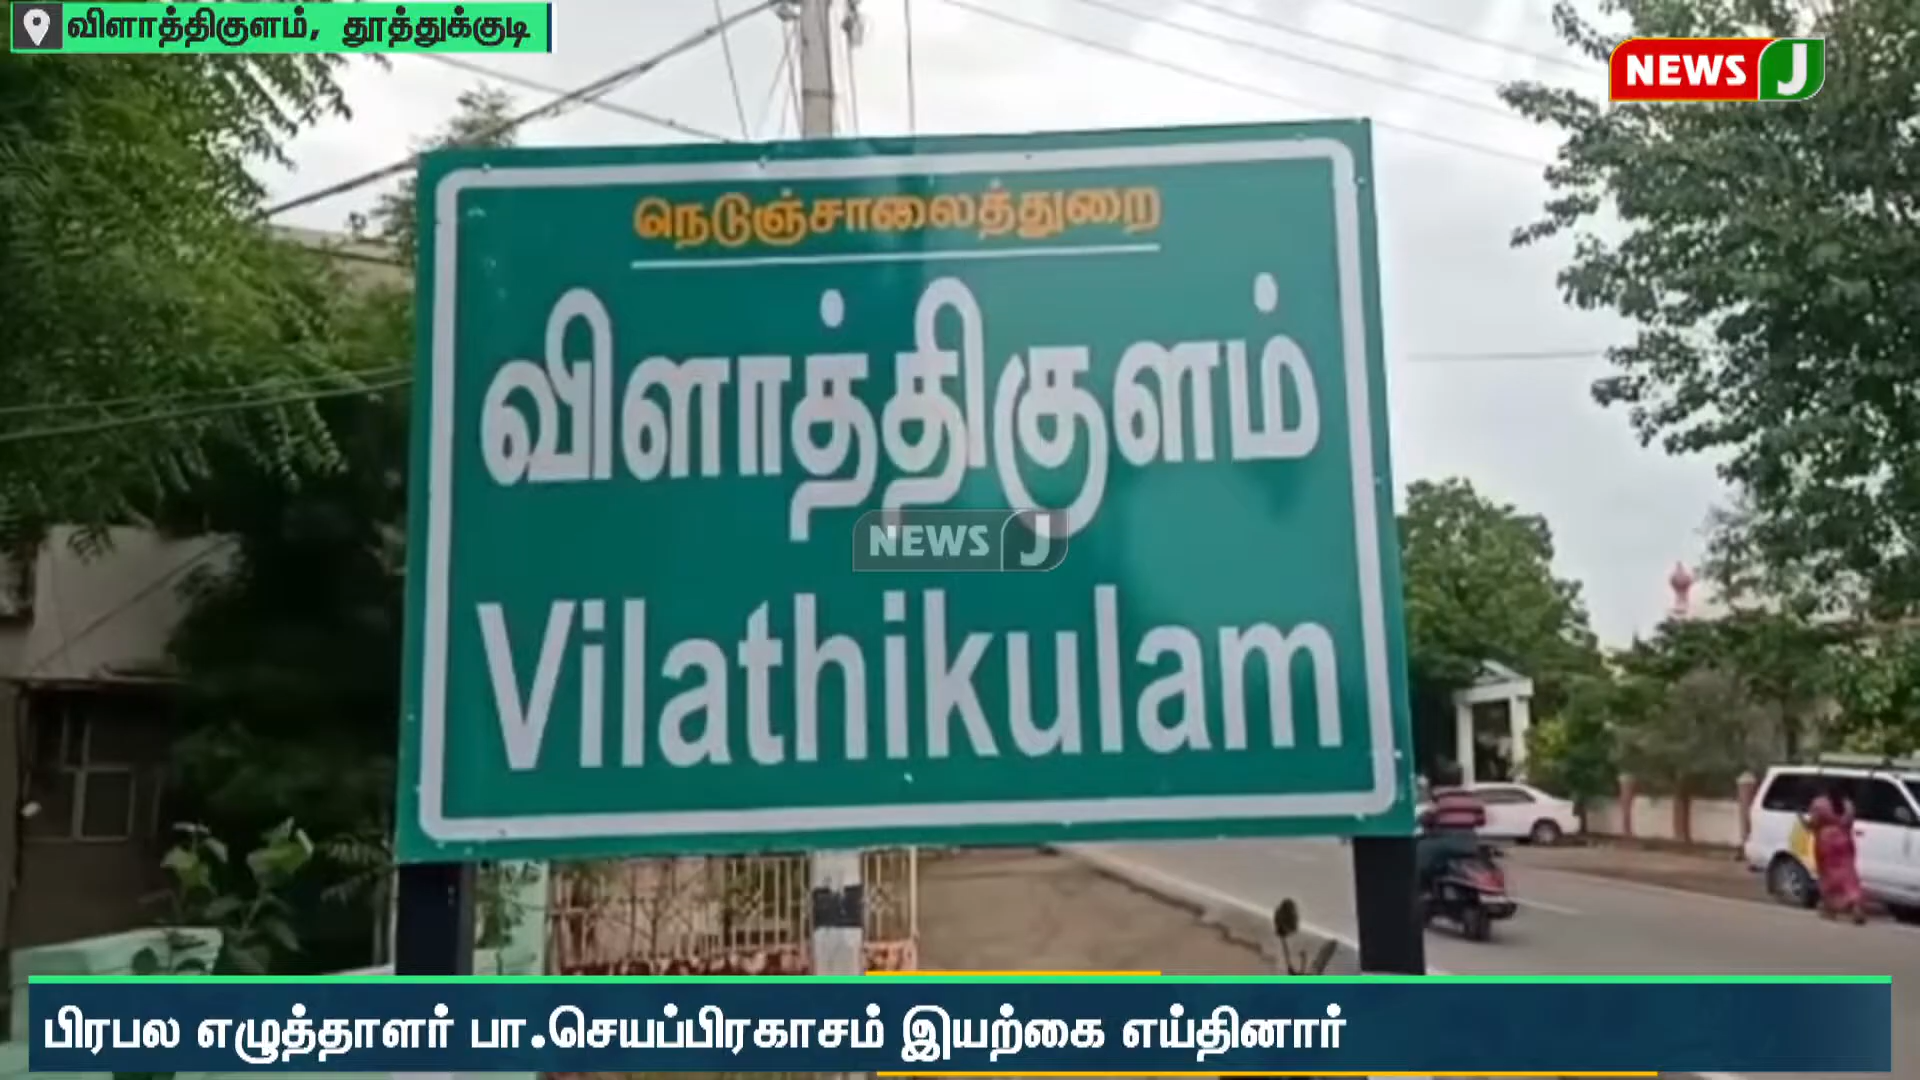 விளாத்திகுளம், தூத்துக்குடி
NEWS J
நெடுஞ்சாலைத்துறை
விளாத்திகுளம்
NEWS J
Vilathikulam
பிரபல எழுத்தாளர் பா.செயப்பிரகாசம் இயற்கை எய்தினார்